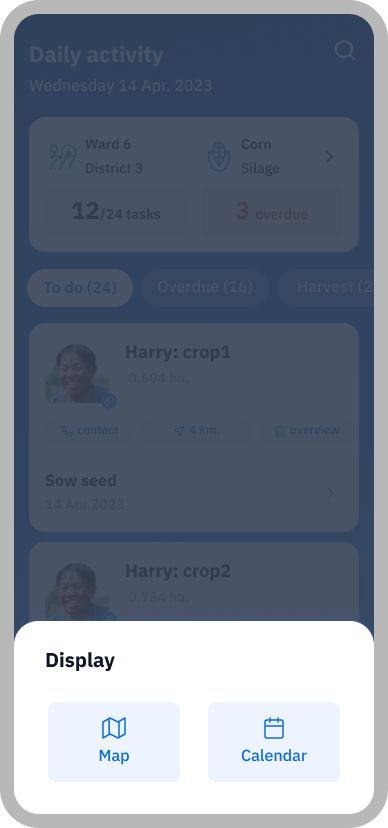 Daily activity
Wednesday 14 Apr. 2023
Ward 6
District 3
Corn
Silage
12/24 tasks
3 overdue
To do (24)
Overdue (16)
Harvest (2
Harry: crop1
0.604 ha.
contact
4 km.
overview
Sow seed
14 Apr.2023
Harry: crop2
0.754 ha.
Display
Map
Calendar